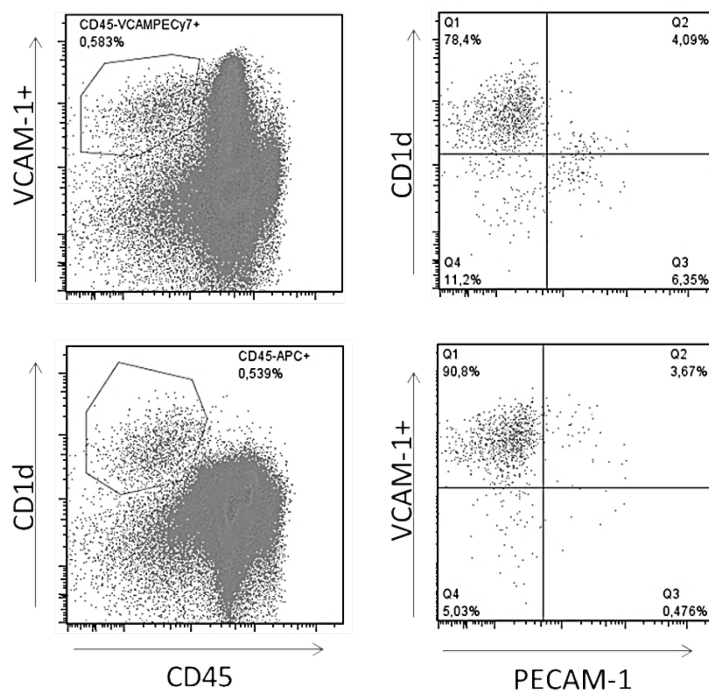 CD45-VCAMPECy7+
0,583%
VCAM-1+
Q1
78,4%
Q2
4,09%
CD1d
Q4
11,2%
Q3
6,35%
CD45-APC+
0,539%
CD1d
CD45
Q1
90,8%
Q2
3,67%
VCAM-1+
Q4
5,03%
Q3
0,476%
PECAM-1